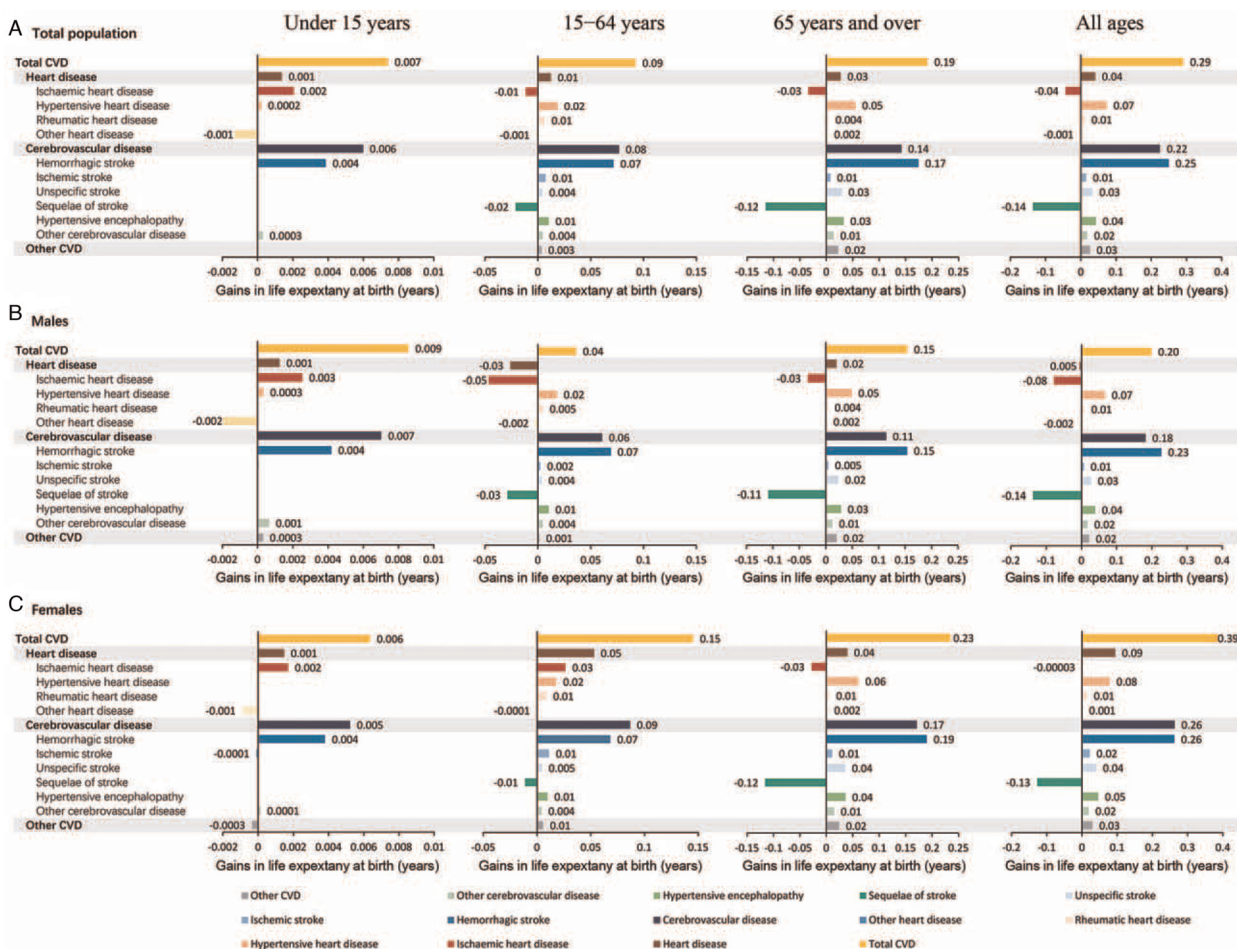 Under 15 years 15−64 years 65 years and over All ages
A Total population
Total CVD 0.007 0.09 0.19 0.29
Heart disease 0.001 0.01 0.03 0.04
Ischaemic heart disease 0.002 -0.01 -0.03 -0.04
Hypertensive heart disease 0.0002 0.02 0.05 0.07
Rheumatic heart disease 0.01 0.004 0.01
Other heart disease -0.001 -0.001 0.002 -0.001
Cerebrovascular disease 0.006 0.08 0.14 0.22
Hemorrhagic stroke 0.004 0.07 0.17 0.25
Ischemic stroke 0.01 0.01 0.01
Unspecific stroke 0.004 0.03 0.03
Sequelae of stroke -0.02 -0.12 -0.14
Hypertensive encephalopathy 0.01 0.03 0.04
Other cerebrovascular disease 0.0003 0.004 0.01 0.02
Other CVD 0.003 0.02 0.03
-0.002 0 0.002 0.004 0.006 0.008 0.01 -0.05 0 0.05 0.1 0.15 -0.15 -0.1 -0.05 0 0.05 0.1 0.15 0.2 0.25 -0.2 -0.1 0 0.1 0.2 0.3 0.4
Gains in life expextany at birth (years) Gains in life expextany at birth (years) Gains in life expextany at birth (years) Gains in life expextany at birth (years)
B Males
Total CVD 0.009 0.04 0.15 0.20
Heart disease 0.001 -0.03 0.02 0.005
Ischaemic heart disease 0.003 -0.05 -0.03 -0.08
Hypertensive heart disease 0.0003 0.02 0.05 0.07
Rheumatic heart disease 0.005 0.004 0.01
Other heart disease -0.002 -0.002 0.002 -0.002
Cerebrovascular disease 0.007 0.06 0.11 0.18
Hemorrhagic stroke 0.004 0.07 0.15 0.23
Ischemic stroke 0.002 0.005 0.01
Unspecific stroke 0.004 0.02 0.03
Sequelae of stroke -0.03 -0.11 -0.14
Hypertensive encephalopathy 0.01 0.03 0.04
Other cerebrovascular disease 0.001 0.004 0.01 0.02
Other CVD 0.0003 0.001 0.02 0.02
-0.002 0 0.002 0.004 0.006 0.008 0.01 -0.05 0 0.05 0.1 0.15 -0.15 -0.1 -0.05 0 0.05 0.1 0.15 0.2 0.25 -0.2 -0.1 0 0.1 0.2 0.3 0.4
Gains in life expextany at birth (years) Gains in life expextany at birth (years) Gains in life expextany at birth (years) Gains in life expextany at birth (years)
C Females
Total CVD 0.006 0.15 0.23 0.39
Heart disease 0.001 0.05 0.04 0.09
Ischaemic heart disease 0.002 0.03 -0.03 -0.00003
Hypertensive heart disease 0.02 0.06 0.08
Rheumatic heart disease 0.01 0.01 0.01
Other heart disease -0.001 -0.0001 0.002 0.001
Cerebrovascular disease 0.005 0.09 0.17 0.26
Hemorrhagic stroke 0.004 0.07 0.19 0.26
Ischemic stroke -0.0001 0.01 0.01 0.02
Unspecific stroke 0.005 0.04 0.04
Sequelae of stroke -0.01 -0.12 -0.13
Hypertensive encephalopathy 0.01 0.04 0.05
Other cerebrovascular disease 0.0001 0.004 0.01 0.02
Other CVD -0.0003 0.01 0.02 0.03
-0.002 0 0.002 0.004 0.006 0.008 0.01 -0.05 0 0.05 0.1 0.15 -0.15 -0.1 -0.05 0 0.05 0.1 0.15 0.2 0.25 -0.2 -0.1 0 0.1 0.2 0.3 0.4
Gains in life expextany at birth (years) Gains in life expextany at birth (years) Gains in life expextany at birth (years) Gains in life expextany at birth (years)
Other CVD Other cerebrovascular disease Hypertensive encephalopathy Sequelae of stroke Unspecific stroke
Ischemic stroke Hemorrhagic stroke Cerebrovascular disease Other heart disease Rheumatic heart disease
Hypertensive heart disease Ischaemic heart disease Heart disease Total CVD